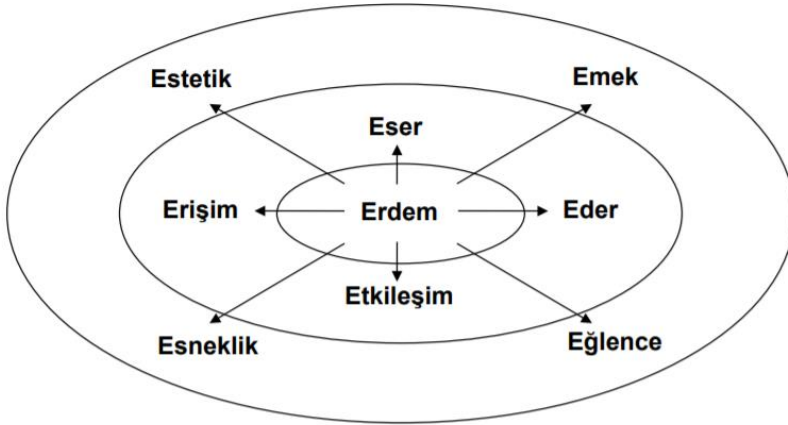 Estetik
Emek
Eser
Erişim
Erdem
Eder
Etkileşim
Esneklik
Eğlence